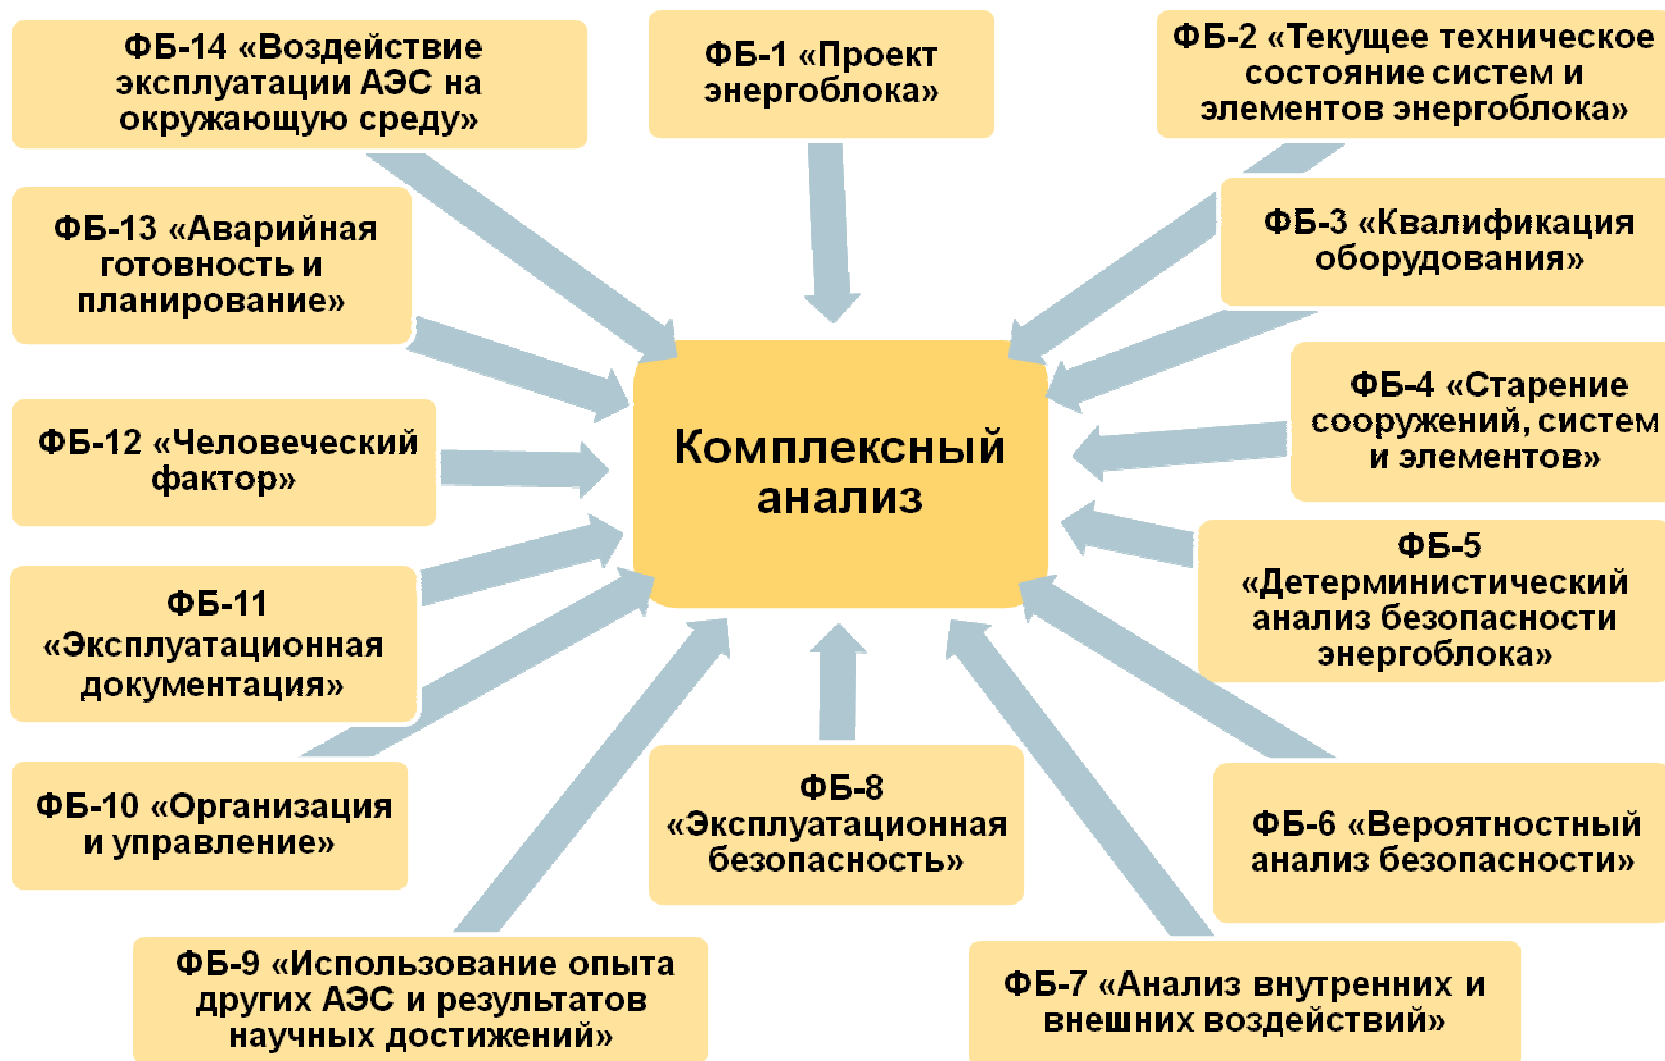 ФБ-14 «Воздействие
эксплуатации АЭС на
окружающую среду»
ФБ-1 «Проект
энергоблока»
ФБ-2 «Текущее техническое
состояние систем и
элементов энергоблока»
ФБ-13 «Аварийная
готовность и
планирование»
ФБ-3 «Квалификация
оборудования»
ФБ-12 «Человеческий
фактор»
Комплексный
анализ
ФБ-4 «Старение
сооружений, систем
и элементов»
ФБ-11
«Эксплуатационная
документация»
ФБ-5
«Детерминистический
анализ безопасности
энергоблока»
ФБ-10 «Организация
и управление»
ФБ-8
«Эксплуатационная
безопасность»
ФБ-6 «Вероятностный
анализ безопасности»
ФБ-9 «Использование опыта
других АЭС и результатов
научных достижений»
ФБ-7 «Анализ внутренних и
внешних воздействий»